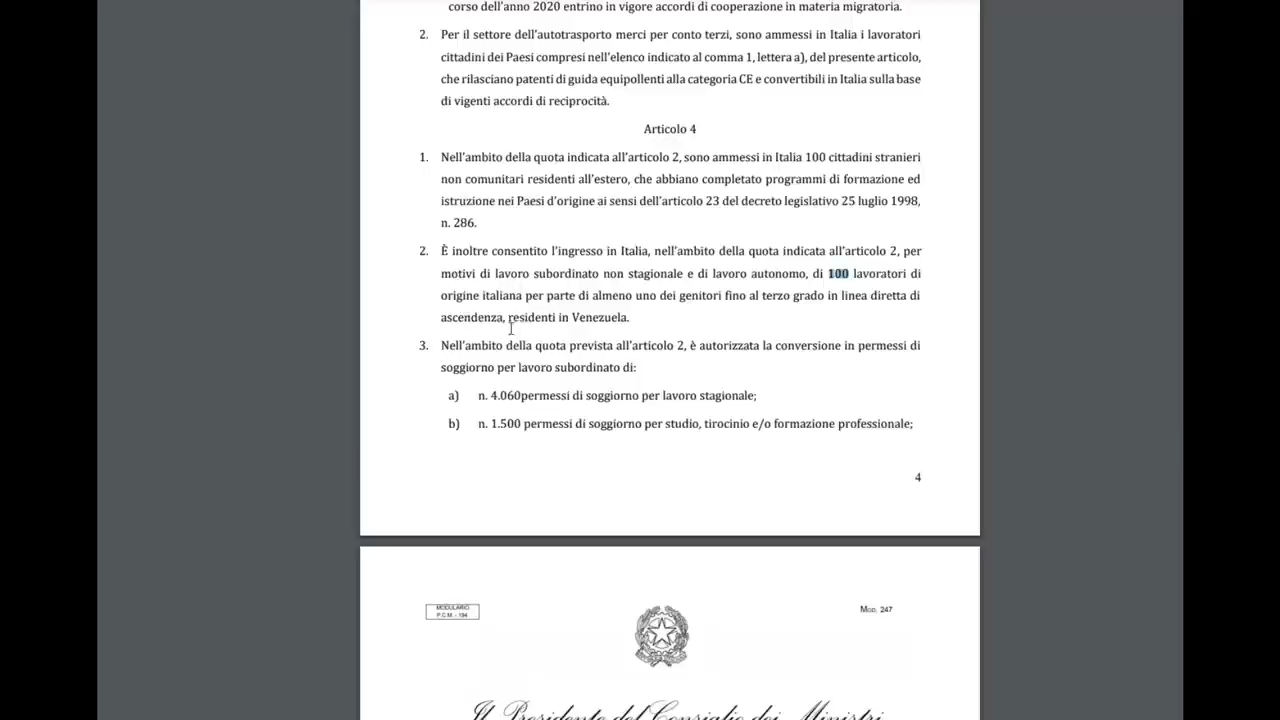 corso dell'anno 2020 entrino in vigore accordi di cooperazione in materia migratoria.
2. Per il settore dell'autotrasporto merci per conto terzi, sono ammessi in Italia i lavoratori
cittadini dei Paesi compresi nell'elenco indicato al comma 1, lettera a), del presente articolo,
che rilasciano patenti di guida equipollenti alla categoria CE e convertibili in Italia sulla base
di vigenti accordi di reciprocità.
Articolo 4
1. Nell'ambito della quota indicata all'articolo 2, sono ammessi in Italia 100 cittadini stranieri
non comunitari residenti all'estero, che abbiano completato programmi di formazione ed
istruzione nei Paesi d'origine ai sensi dell'articolo 23 del decreto legislativo 25 luglio 1998,
n. 286.
2. È inoltre consentito l'ingresso in Italia, nell'ambito della quota indicata all'articolo 2, per
motivi di lavoro subordinato non stagionale e di lavoro autonomo, di 100 lavoratori di
origine italiana per parte di almeno uno dei genitori fino al terzo grado in linea diretta di
ascendenza, residenti in Venezuela.
3. Nell'ambito della quota prevista all'articolo 2, è autorizzata la conversione in permessi di
soggiorno per lavoro subordinato di:
a) n. 4.060permessi di soggiorno per lavoro stagionale;
b) n. 1.500 permessi di soggiorno per studio, tirocinio e/o formazione professionale;
4
MODULARIO
P.C.M. - 194
Mod. 247
Il Presidente del Consiglio dei Ministri